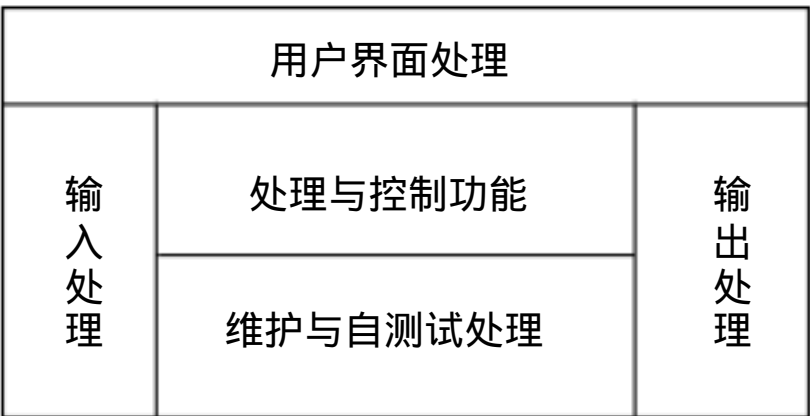 用户界面处理
输入处理
处理与控制功能
维护与自测试处理
输出处理